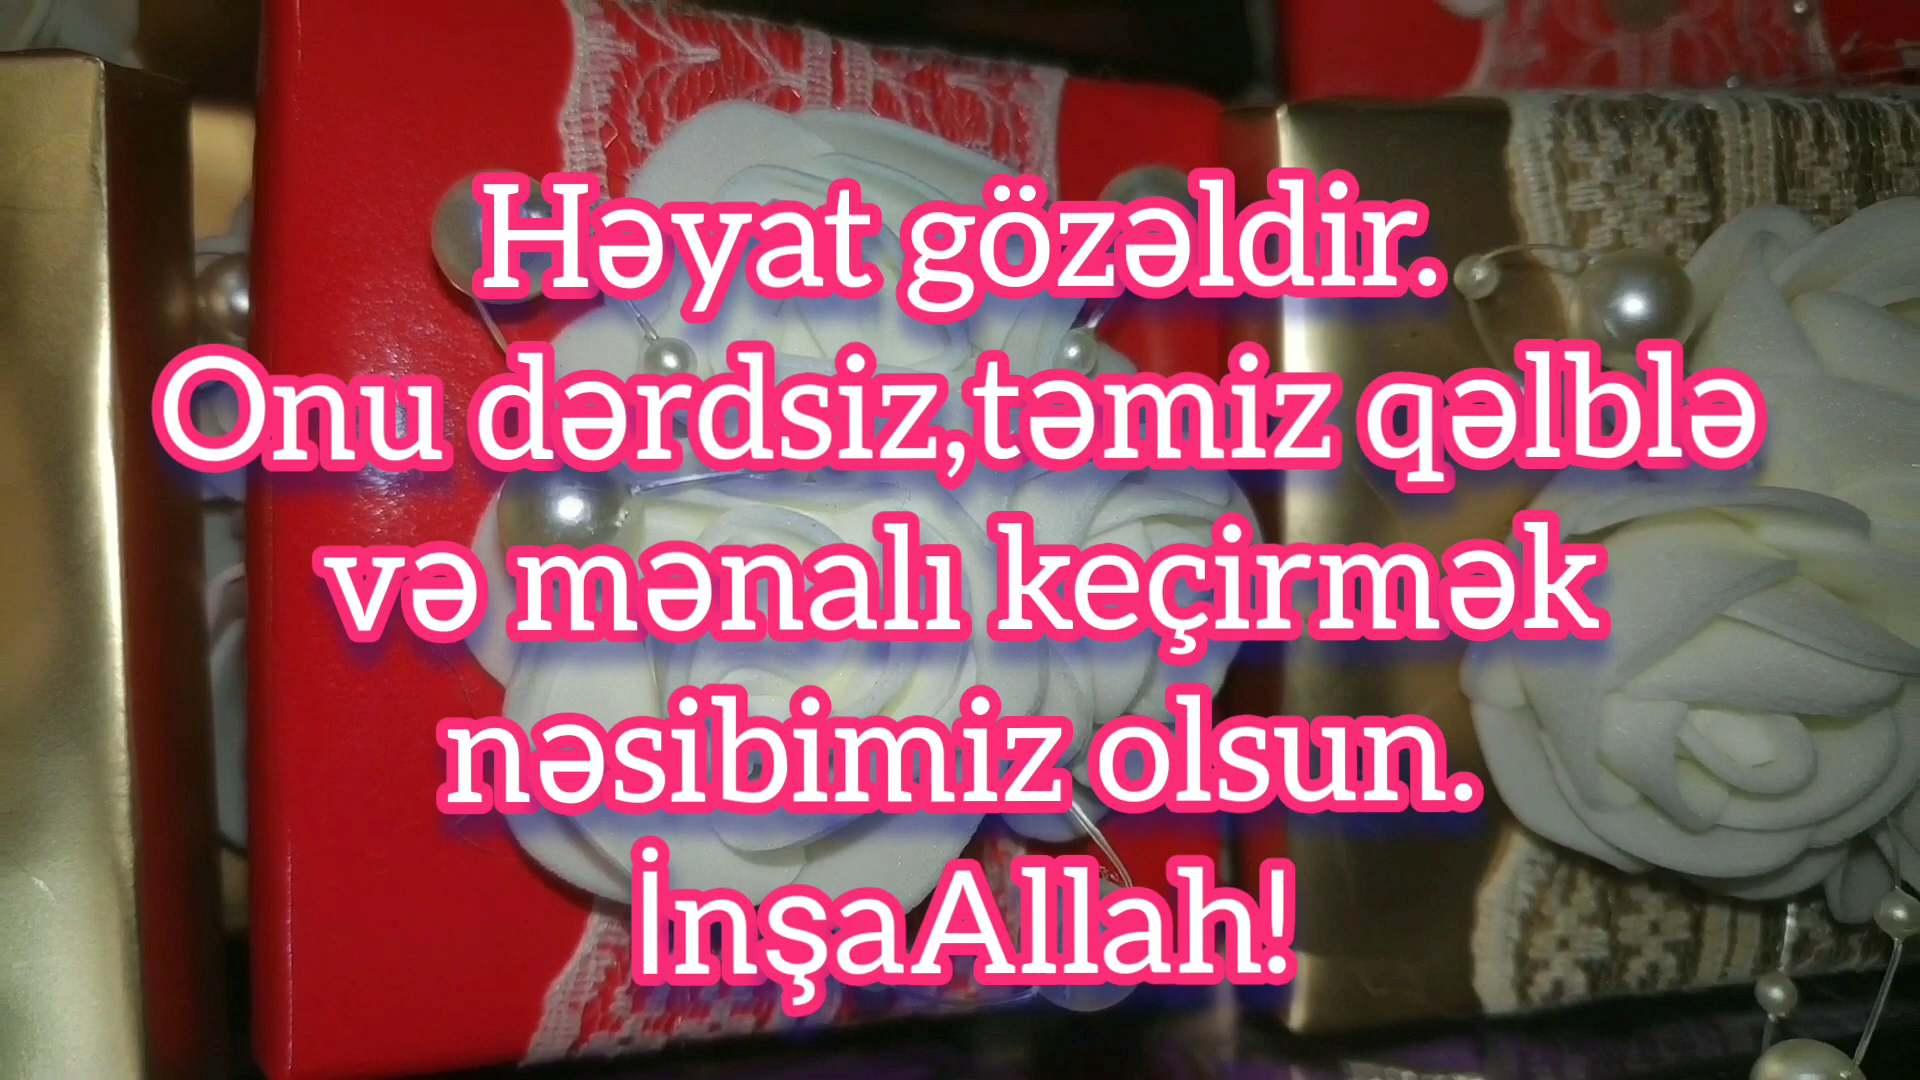 Həyat gözəldir.
Onu dərdsiz,təmiz qəlblə
və mənalı keçirmək
nəsibimiz olsun.
İnşaAllah!